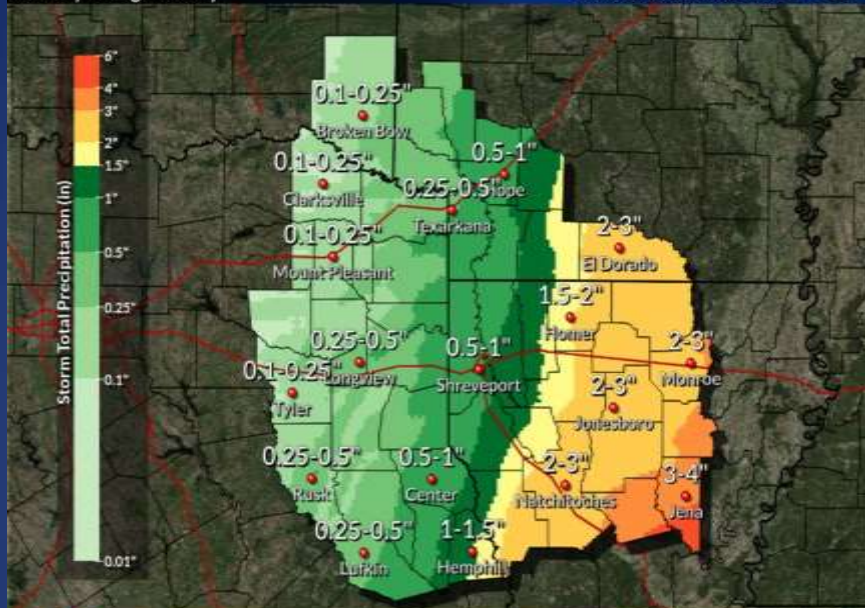 Storm Total Precipitation (in)
6"
4"
3"
2"
1.5"
1"
0.5"
0.25"
0.1"
0.01"
0.1-0.25"
Broken Bow
0.1-0.25"
Clarksville
0.5-1"
Hope
0.25-0.5"
Texarkana
0.1-0.25"
Mount Pleasant
2-3"
El Dorado
1.5-2"
Homer
0.25-0.5"
Longview
0.5-1"
Shreveport
2-3"
Monroe
0.1-0.25"
Tyler
2-3"
Jonesboro
0.25-0.5"
Rusk
0.5-1"
Center
2-3"
Natchitoches
3-4"
Jena
0.25-0.5"
Lufkin
1-1.5"
Hemphill